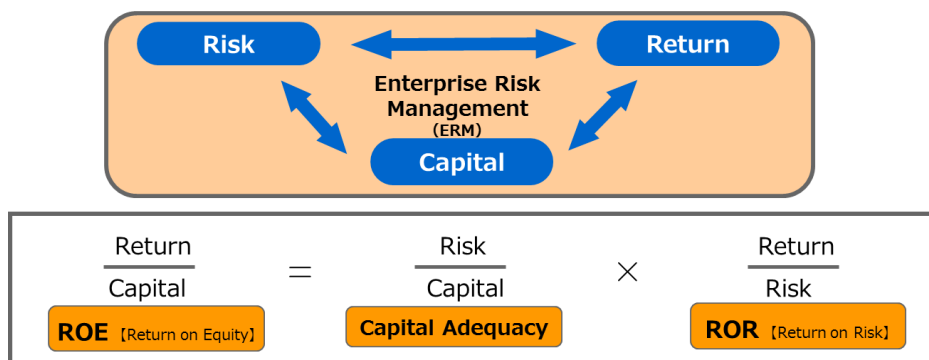 Risk
Return
Enterprise Risk
Management
(ERM)
Capital
Return
Capital
ROE 【Return on Equity】
=
Risk
Capital
Capital Adequacy
×
Return
Risk
ROR 【Return on Risk】